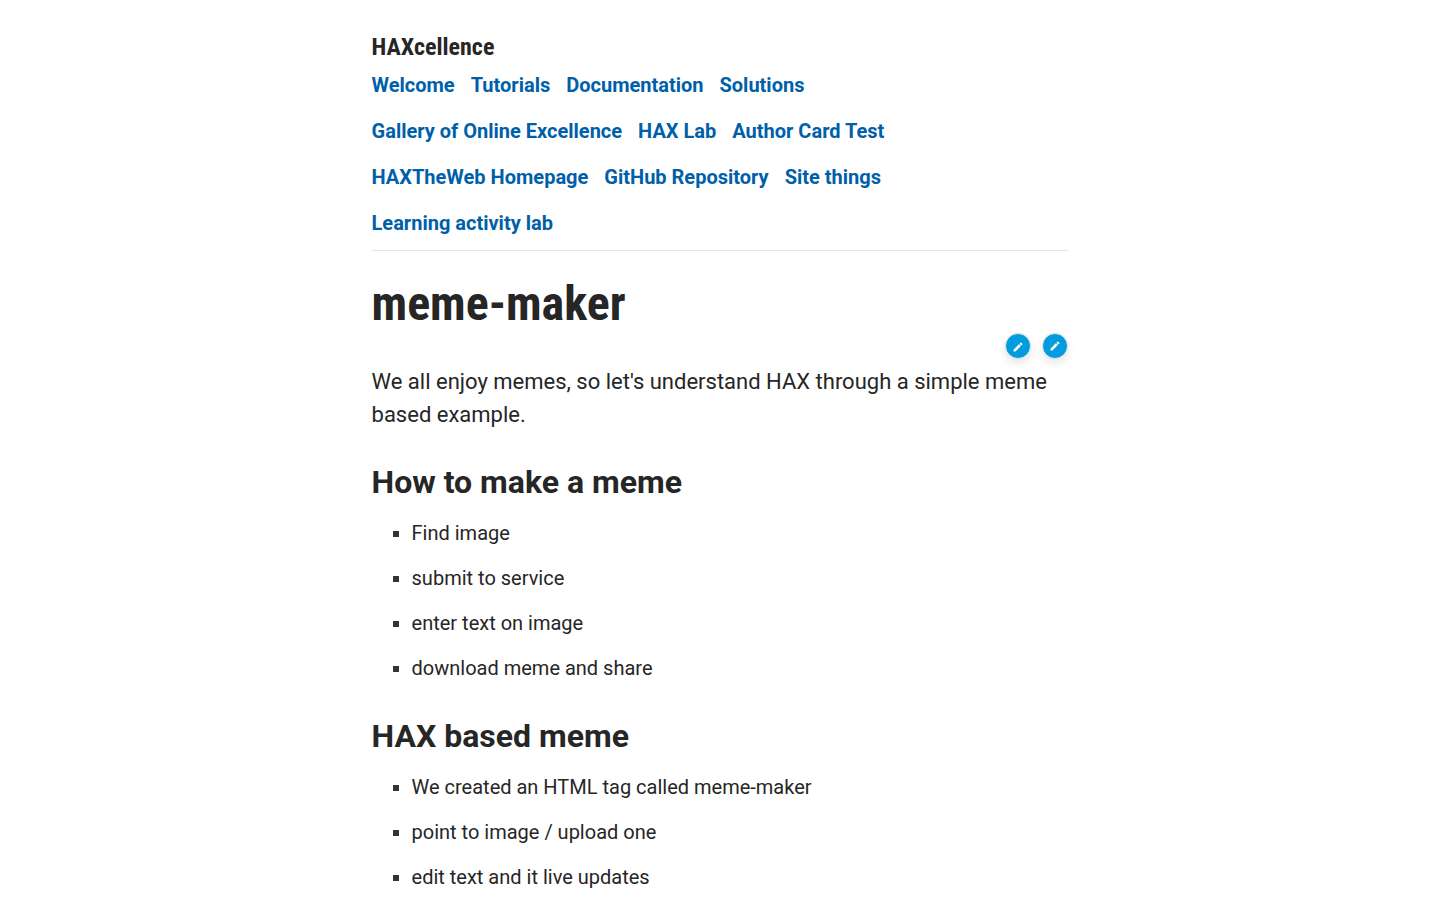 HAXcellence
Welcome Tutorials Documentation Solutions
Gallery of Online Excellence HAX Lab Author Card Test
HAXTheWeb Homepage GitHub Repository Site things
Learning activity lab
meme-maker
We all enjoy memes, so let's understand HAX through a simple meme
based example.
How to make a meme
Find image
submit to service
enter text on image
download meme and share
HAX based meme
We created an HTML tag called meme-maker
point to image / upload one
edit text and it live updates